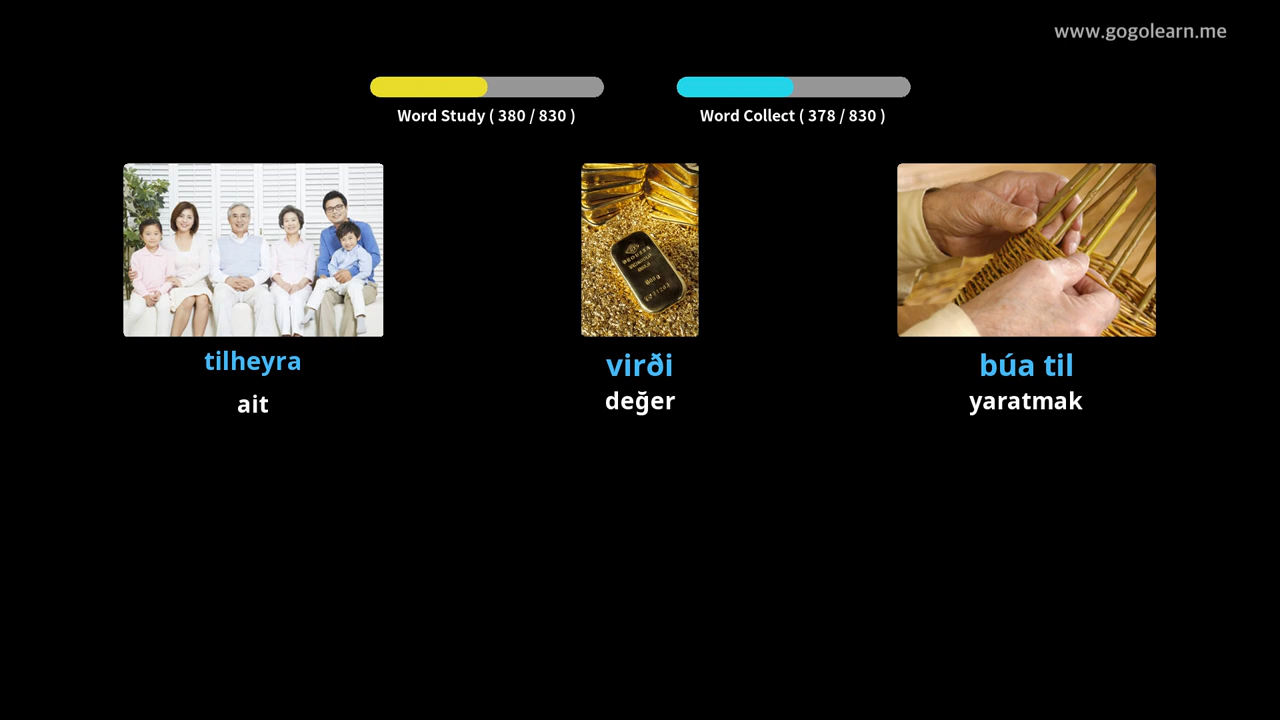 www.gogolearn.me
Word Study ( 380 / 830 )
Word Collect ( 378 / 830 )
tilheyra
ait
virði
değer
búa til
yaratmak